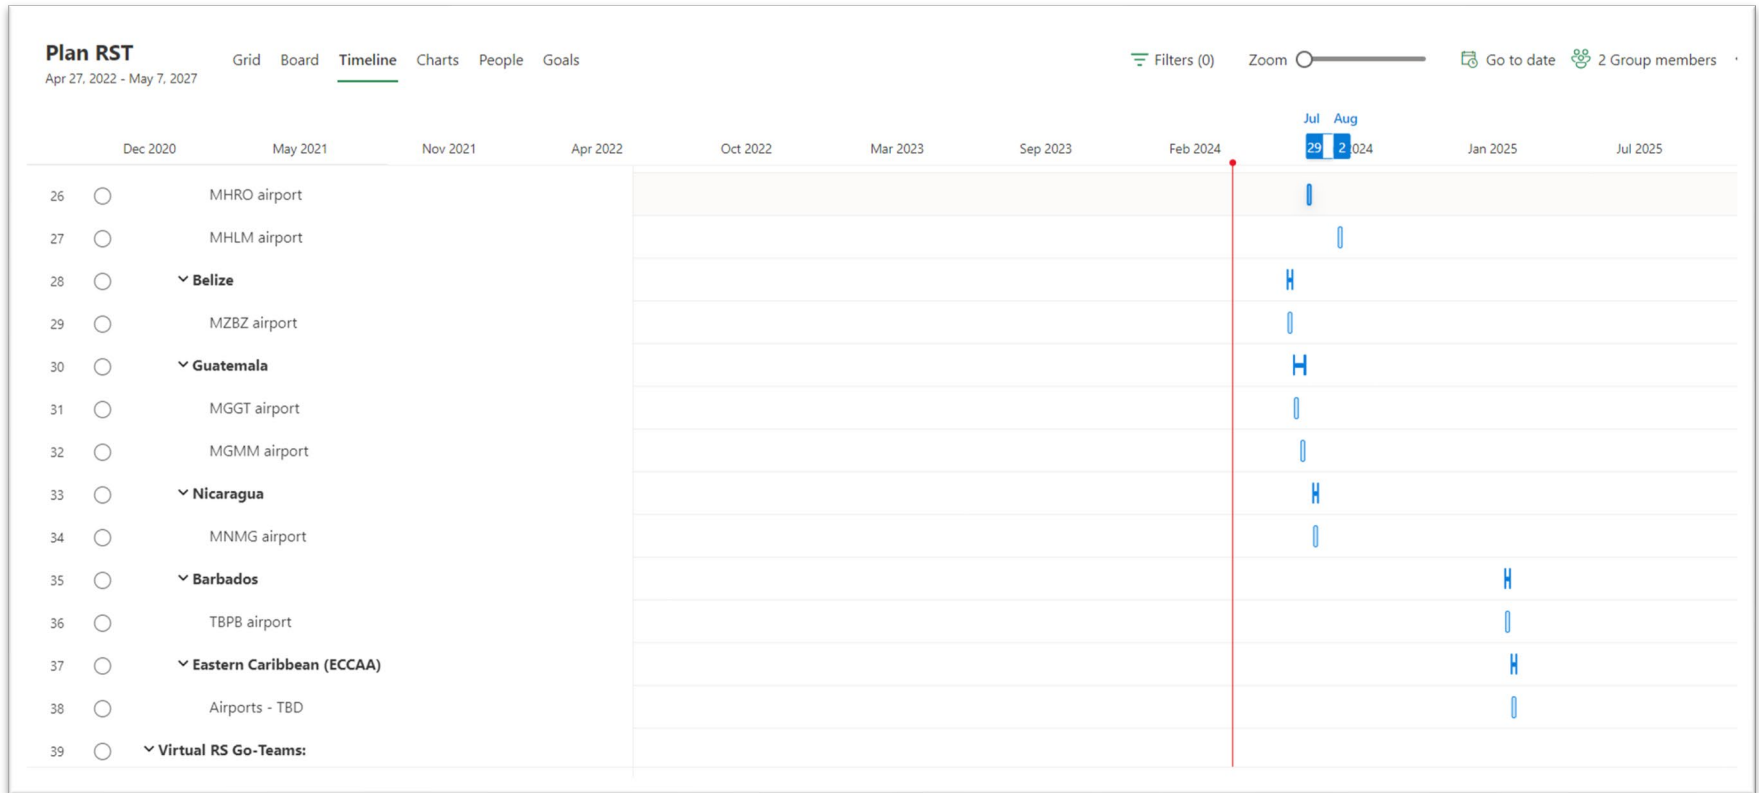 Plan RST
Apr 27, 2022 - May 7, 2027
Grid Board Timeline Charts People Goals
Filters (0) Zoom Go to date 2 Group members
Jul Aug
Dec 2020 May 2021 Nov 2021 Apr 2022 Oct 2022 Mar 2023 Sep 2023 Feb 2024 29 2 2024 Jan 2025 Jul 2025
26 MHRO airport
27 MHLM airport
28 Belize
29 MZBZ airport
30 Guatemala
31 MGGT airport
32 MGMM airport
33 Nicaragua
34 MNMG airport
35 Barbados
36 TBPB airport
37 Eastern Caribbean (ECCAA)
38 Airports - TBD
39 Virtual RS Go-Teams: